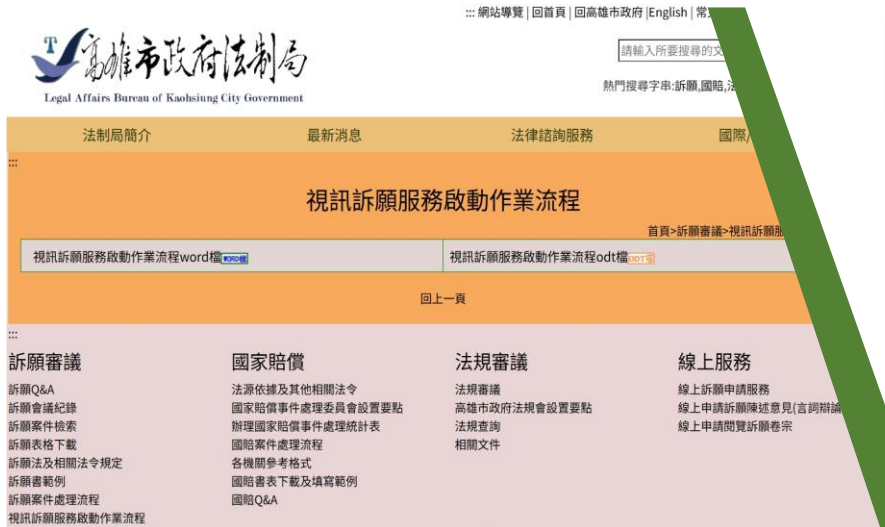 ::: 網站導覽 | 回首頁 | 回高雄市政府 |English | 常
高雄市政府法制局
Legal Affairs Bureau of Kaohsiung City Government
請輸入所要搜尋的文
熱門搜尋字串:訴願,國賠,法
法制局簡介 最新消息 法律諮詢服務 國際/
:::
視訊訴願服務啟動作業流程
首頁>訴願審議>視訊訴願服
視訊訴願服務啟動作業流程word檔 WORD檔 視訊訴願服務啟動作業流程odt檔 ODT檔
回上一頁
:::
訴願審議 國家賠償 法規審議 線上服務
訴願Q&A 法源依據及其他相關法令 法規審議 線上訴願申請服務
訴願會議紀錄 國家賠償事件處理委員會設置要點 高雄市政府法規會設置要點 線上申請訴願陳述意見(言詞辯論
訴願案件檢索 辦理國家賠償事件處理統計表 法規查詢 線上申請閱覽訴願卷宗
訴願表格下載 國賠案件處理流程 相關文件
訴願法及相關法令規定 各機關參考格式
訴願書範例 國賠書表下載及填寫範例
訴願案件處理流程 國賠Q&A
視訊訴願服務啟動作業流程